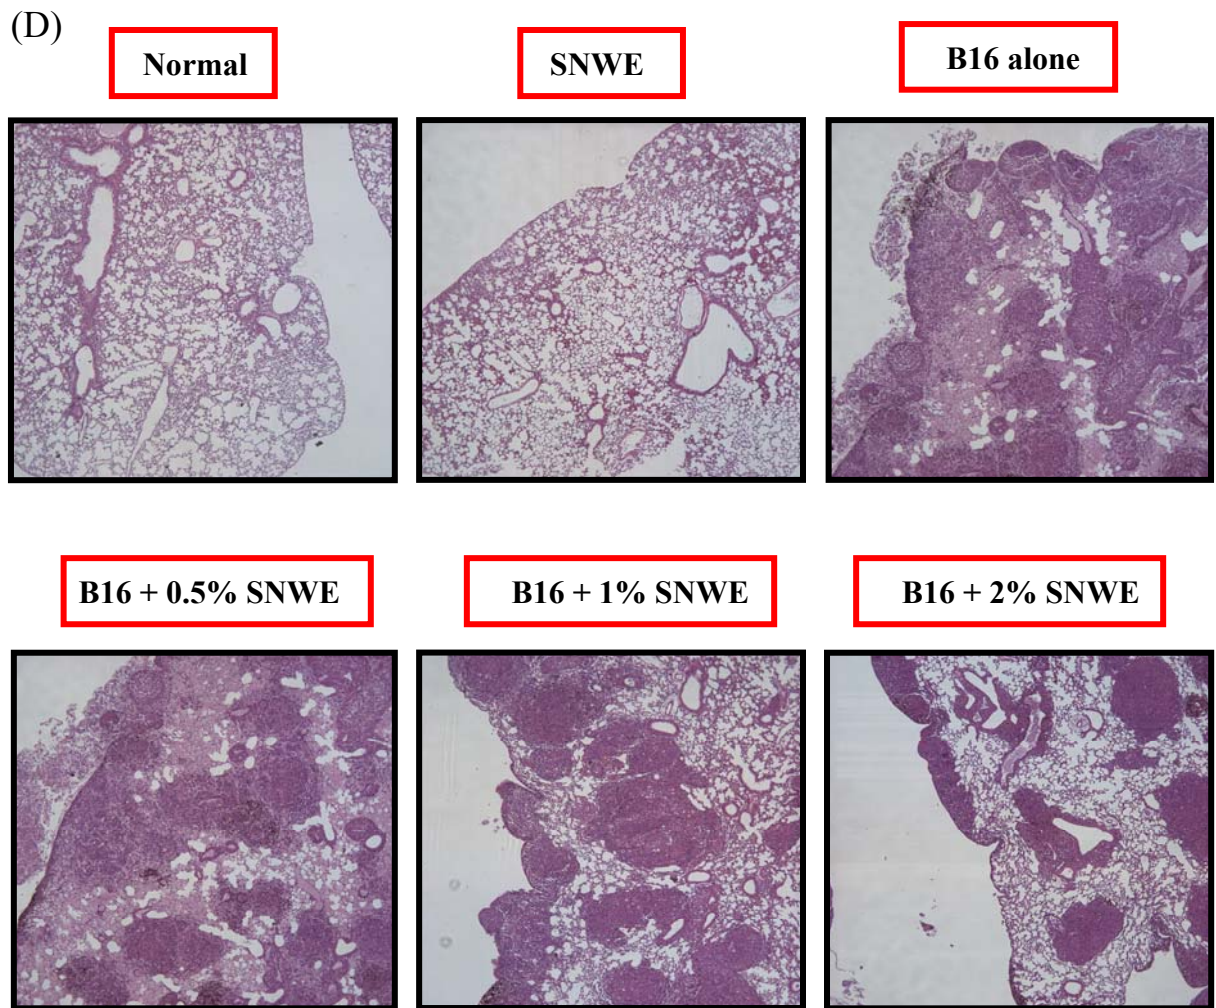 (D)
Normal
SNWE
B16 alone
B16 + 0.5% SNWE
B16 + 1% SNWE
B16 + 2% SNWE